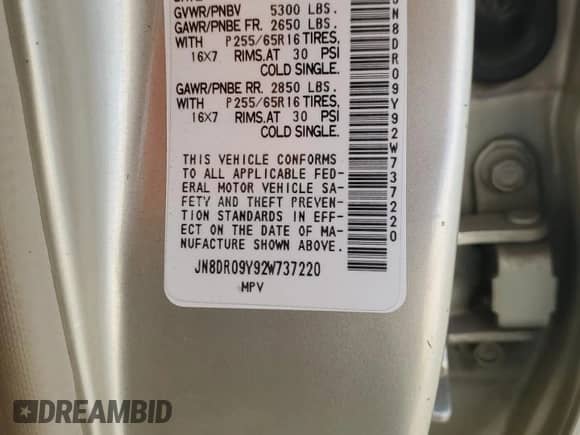 GVWR/PNBV 5300 LBS.
GAWR/PNBE FR. 2650 LBS.
WITH P255/65R16 TIRES,
16X7 RIMS.AT 30 PSI
COLD SINGLE.
GAWR/PNBE RR. 2850 LBS.
WITH P255/65R16 TIRES,
16X7 RIMS.AT 30 PSI
COLD SINGLE.
THIS VEHICLE CONFORMS
TO ALL APPLICABLE FED-
ERAL MOTOR VEHICLE SA-
FETY AND THEFT PREVEN-
TION STANDARDS IN EFF-
ECT ON THE DATE OF MA-
NUFACTURE SHOWN ABOVE.
JN8DR09Y92W737220
MPV
N8DR09Y92W737220
DREAMBID